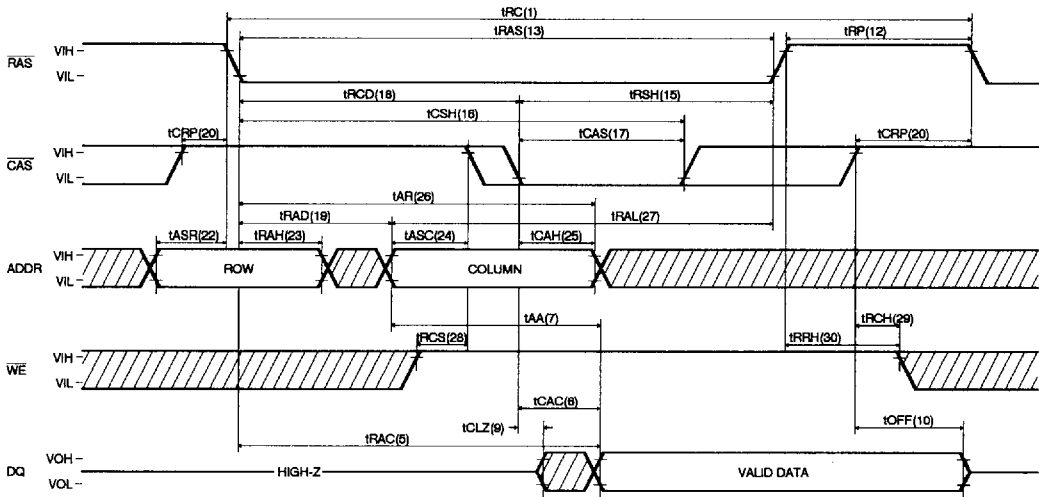 tRC(1)
tRAS(13)
tRP(12)
RAS
VIH
VIL
tRCD(18)
tRSH(15)
tCSH(16)
tCRP(20)
tCAS(17)
tCRP(20)
CAS
VIH
VIL
tAR(26)
tRAD(19)
tRAL(27)
tASR(22)
tRAH(23)
tASC(24)
tCAH(25)
ADDR
VIH
VIL
ROW
COLUMN
tAA(7)
tRCS(28)
tRCH(29)
tRRH(30)
WE
VIH
VIL
tCAC(6)
tCLZ(9)
tOFF(10)
tRAC(5)
DQ
VOH
VOL
HIGH-Z
VALID DATA